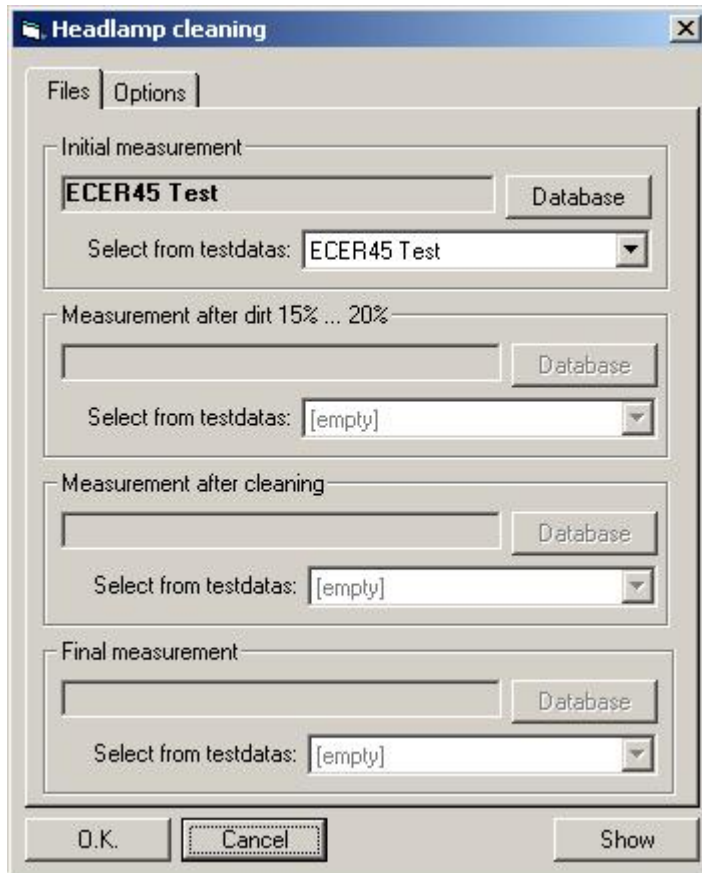 Headlamp cleaning
Files Options
Initial measurement
ECER45 Test Database
Select from testdatas: ECER45 Test
Measurement after dirt 15% ... 20%
Database
Select from testdatas: [empty]
Measurement after cleaning
Database
Select from testdatas: [empty]
Final measurement
Database
Select from testdatas: [empty]
O.K. Cancel Show